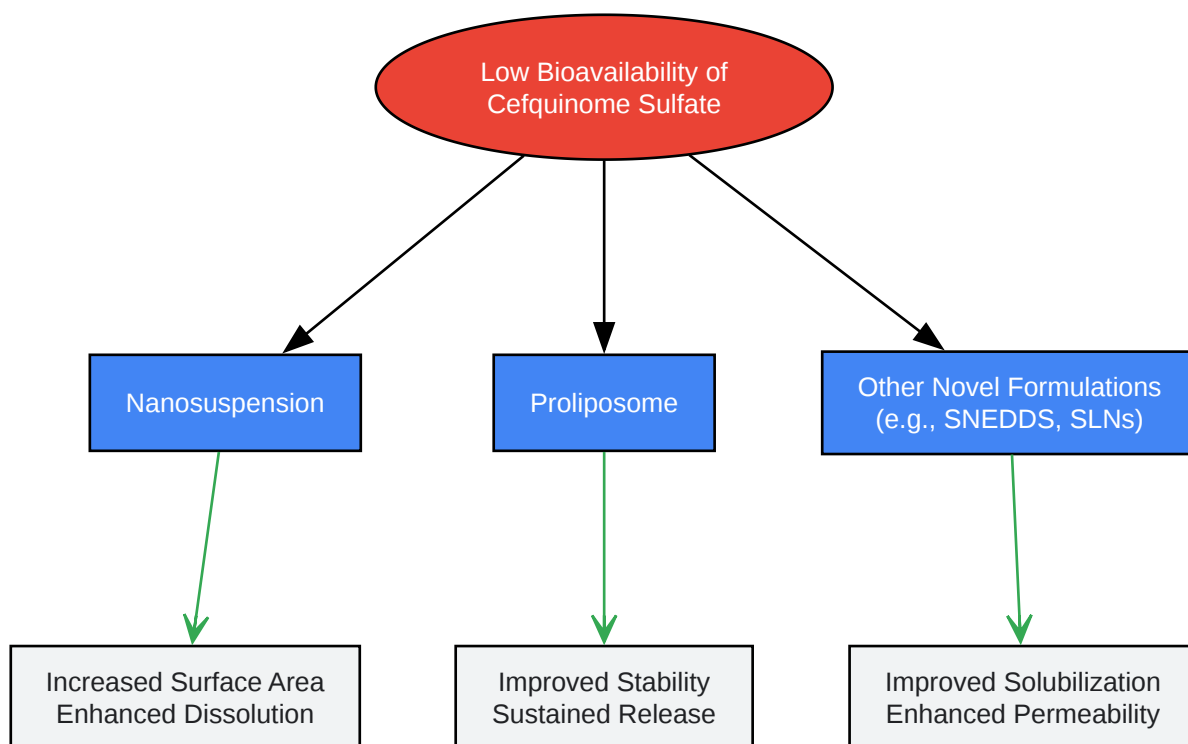 Low Bioavailability of
Cefquinome Sulfate
Nanosuspension
Proliposome
Other Novel Formulations
(e.g., SNEDDS, SLNs)
Increased Surface Area
Enhanced Dissolution
Improved Stability
Sustained Release
Improved Solubilization
Enhanced Permeability